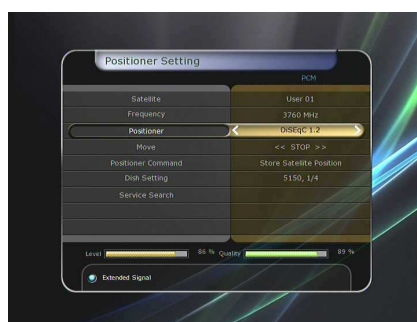 Positioner Setting
PCM
Satellite User 01
Frequency 3760 MHz
Positioner DiSEqC 1.2
Move << STOP >>
Positioner Command Store Satellite Position
Dish Setting 5150, 1/4
Service Search
Level 86 % Quality 89 %
Extended Signal